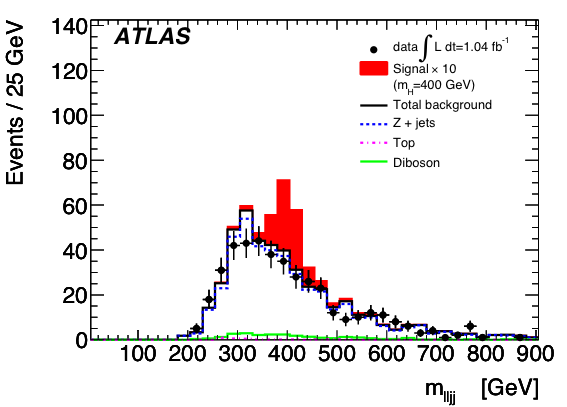 ATLAS
data ∫ L dt=1.04 fb⁻¹
Signal × 10
(m_H=400 GeV)
Total background
Z + jets
Top
Diboson
Events / 25 GeV
140
120
100
80
60
40
20
0
100 200 300 400 500 600 700 800 900
m_lljj [GeV]